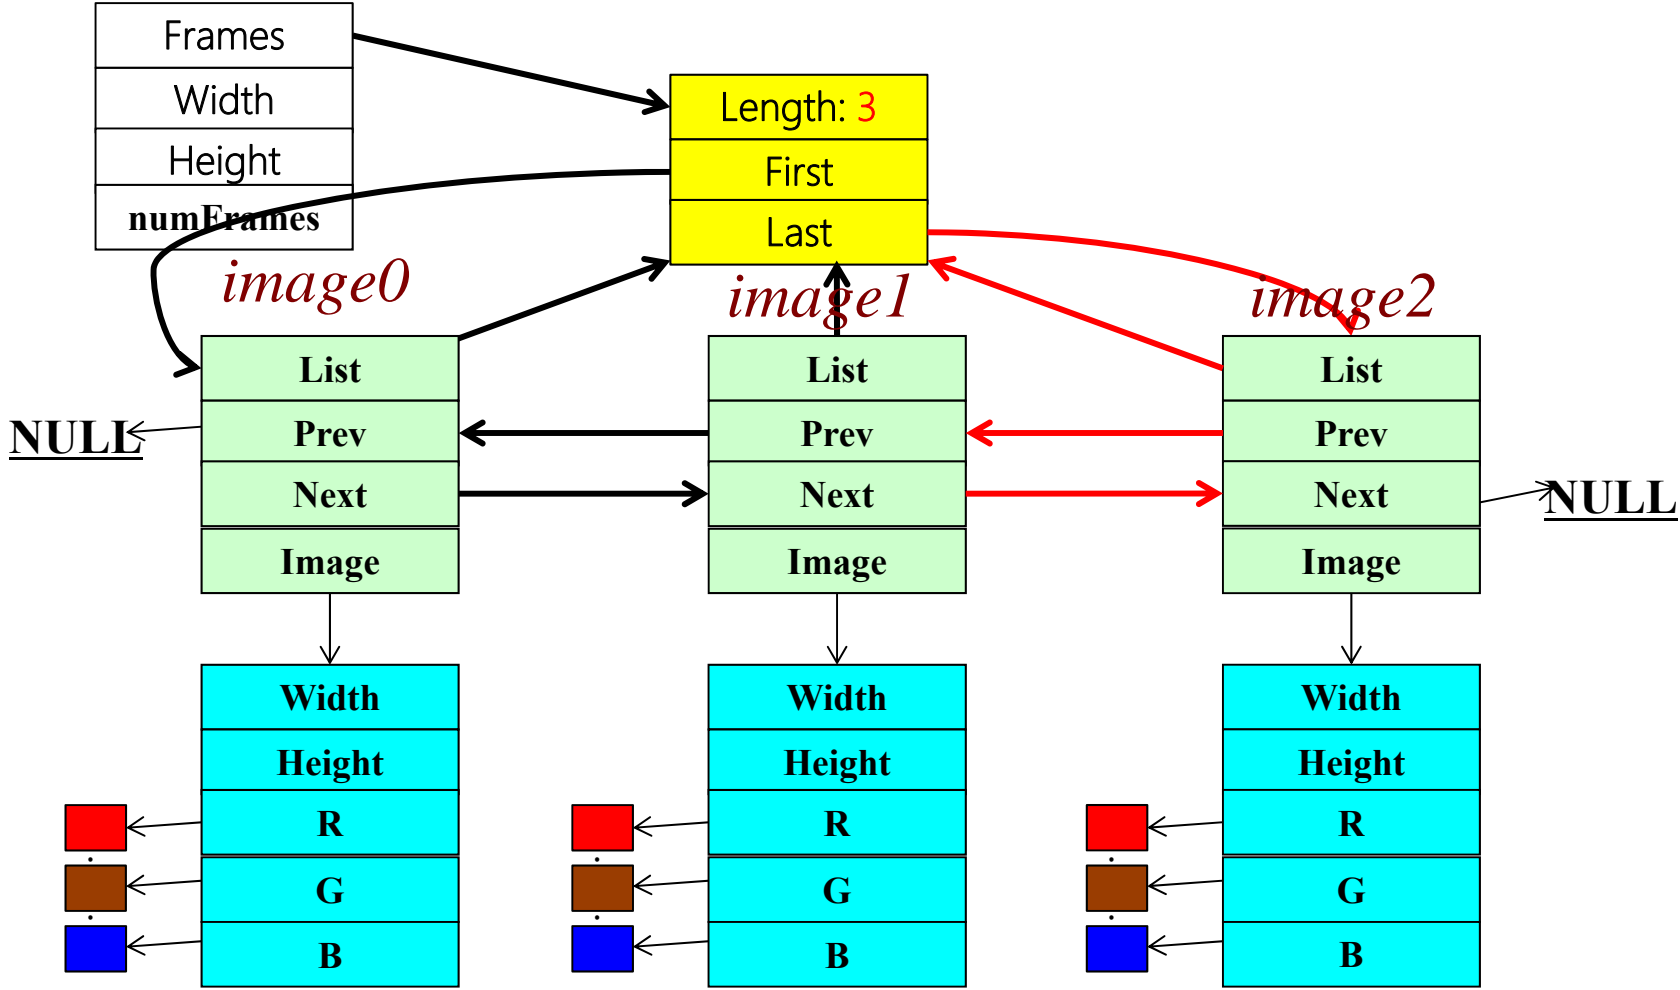 Frames
Width
Height
numFrames
Length: 3
First
Last
image0
image1
image2
List
Prev
Next
Image
List
Prev
Next
Image
List
Prev
Next
Image
NULL
NULL
Width
Height
R
G
B
Width
Height
R
G
B
Width
Height
R
G
B